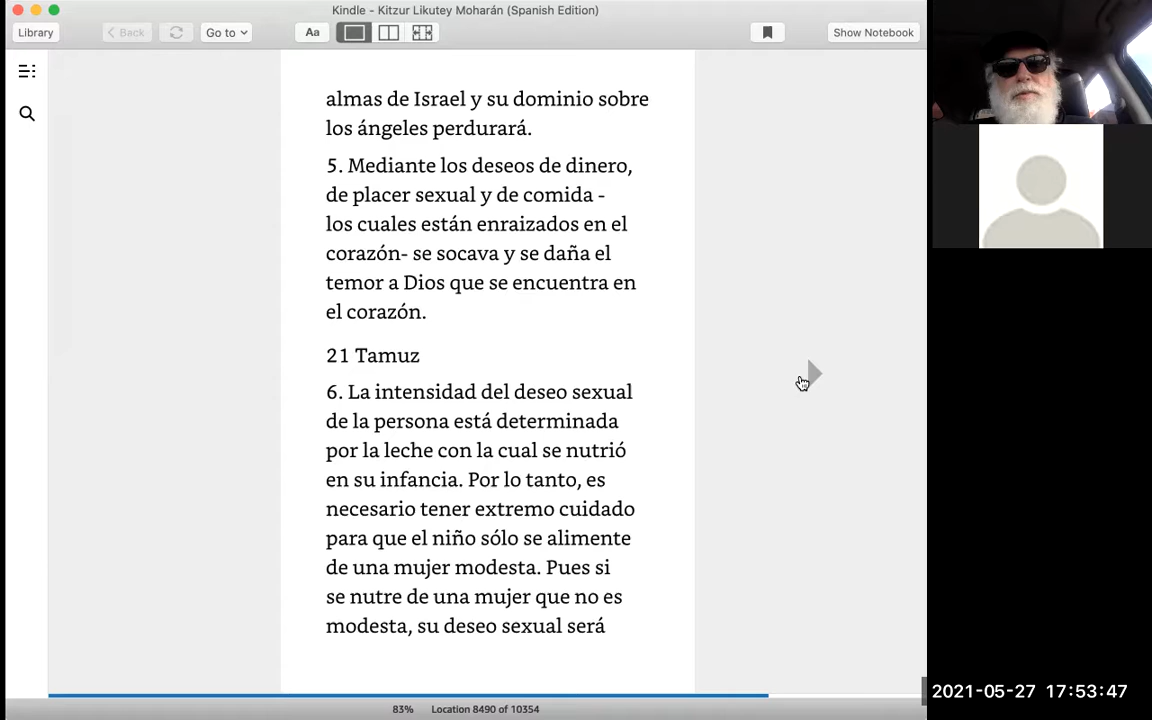 Kindle - Kitzur Likutey Moharán (Spanish Edition)
Library
Back
Go to
Aa
Show Notebook
almas de Israel y su dominio sobre
los ángeles perdurará.
5. Mediante los deseos de dinero,
de placer sexual y de comida -
los cuales están enraizados en el
corazón- se socava y se daña el
temor a Dios que se encuentra en
el corazón.
21 Tamuz
6. La intensidad del deseo sexual
de la persona está determinada
por la leche con la cual se nutrió
en su infancia. Por lo tanto, es
necesario tener extremo cuidado
para que el niño sólo se alimente
de una mujer modesta. Pues si
se nutre de una mujer que no es
modesta, su deseo sexual será
83% Location 8490 of 10354
2021-05-27 17:53:47